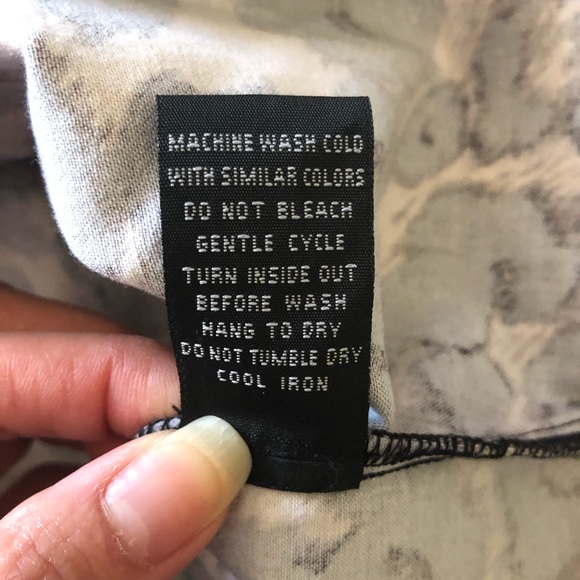 MACHINE WASH COLD
WITH SIMILAR COLORS
DO NOT BLEACH
GENTLE CYCLE
TURN INSIDE OUT
BEFORE WASH
HANG TO DRY
DO NOT TUMBLE DRY
COOL IRON